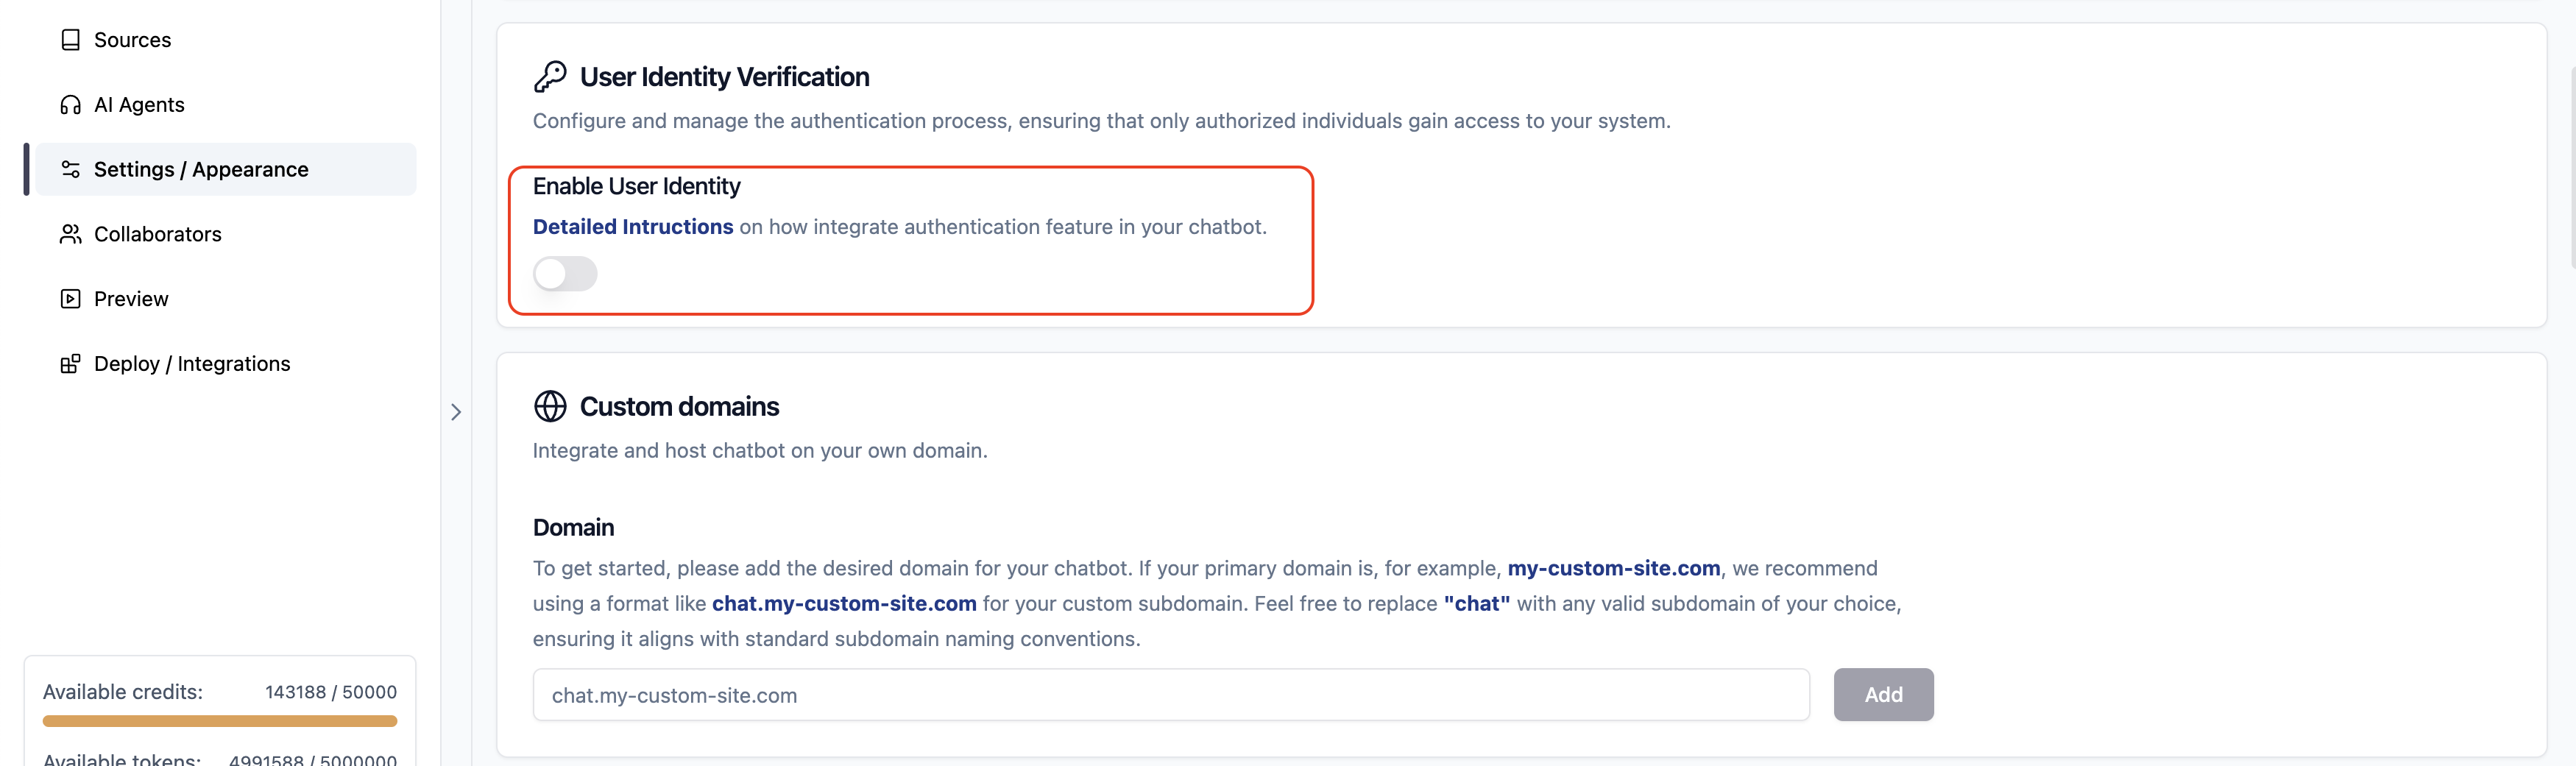 Sources
AI Agents
Settings / Appearance
Collaborators
Preview
Deploy / Integrations
Available credits: 143188 / 50000
Available tokens: 4991588 / 5000000
User Identity Verification
Configure and manage the authentication process, ensuring that only authorized individuals gain access to your system.
Enable User Identity
Detailed Intructions on how integrate authentication feature in your chatbot.
Custom domains
Integrate and host chatbot on your own domain.
Domain
To get started, please add the desired domain for your chatbot. If your primary domain is, for example, my-custom-site.com, we recommend
using a format like chat.my-custom-site.com for your custom subdomain. Feel free to replace "chat" with any valid subdomain of your choice,
ensuring it aligns with standard subdomain naming conventions.
chat.my-custom-site.com
Add